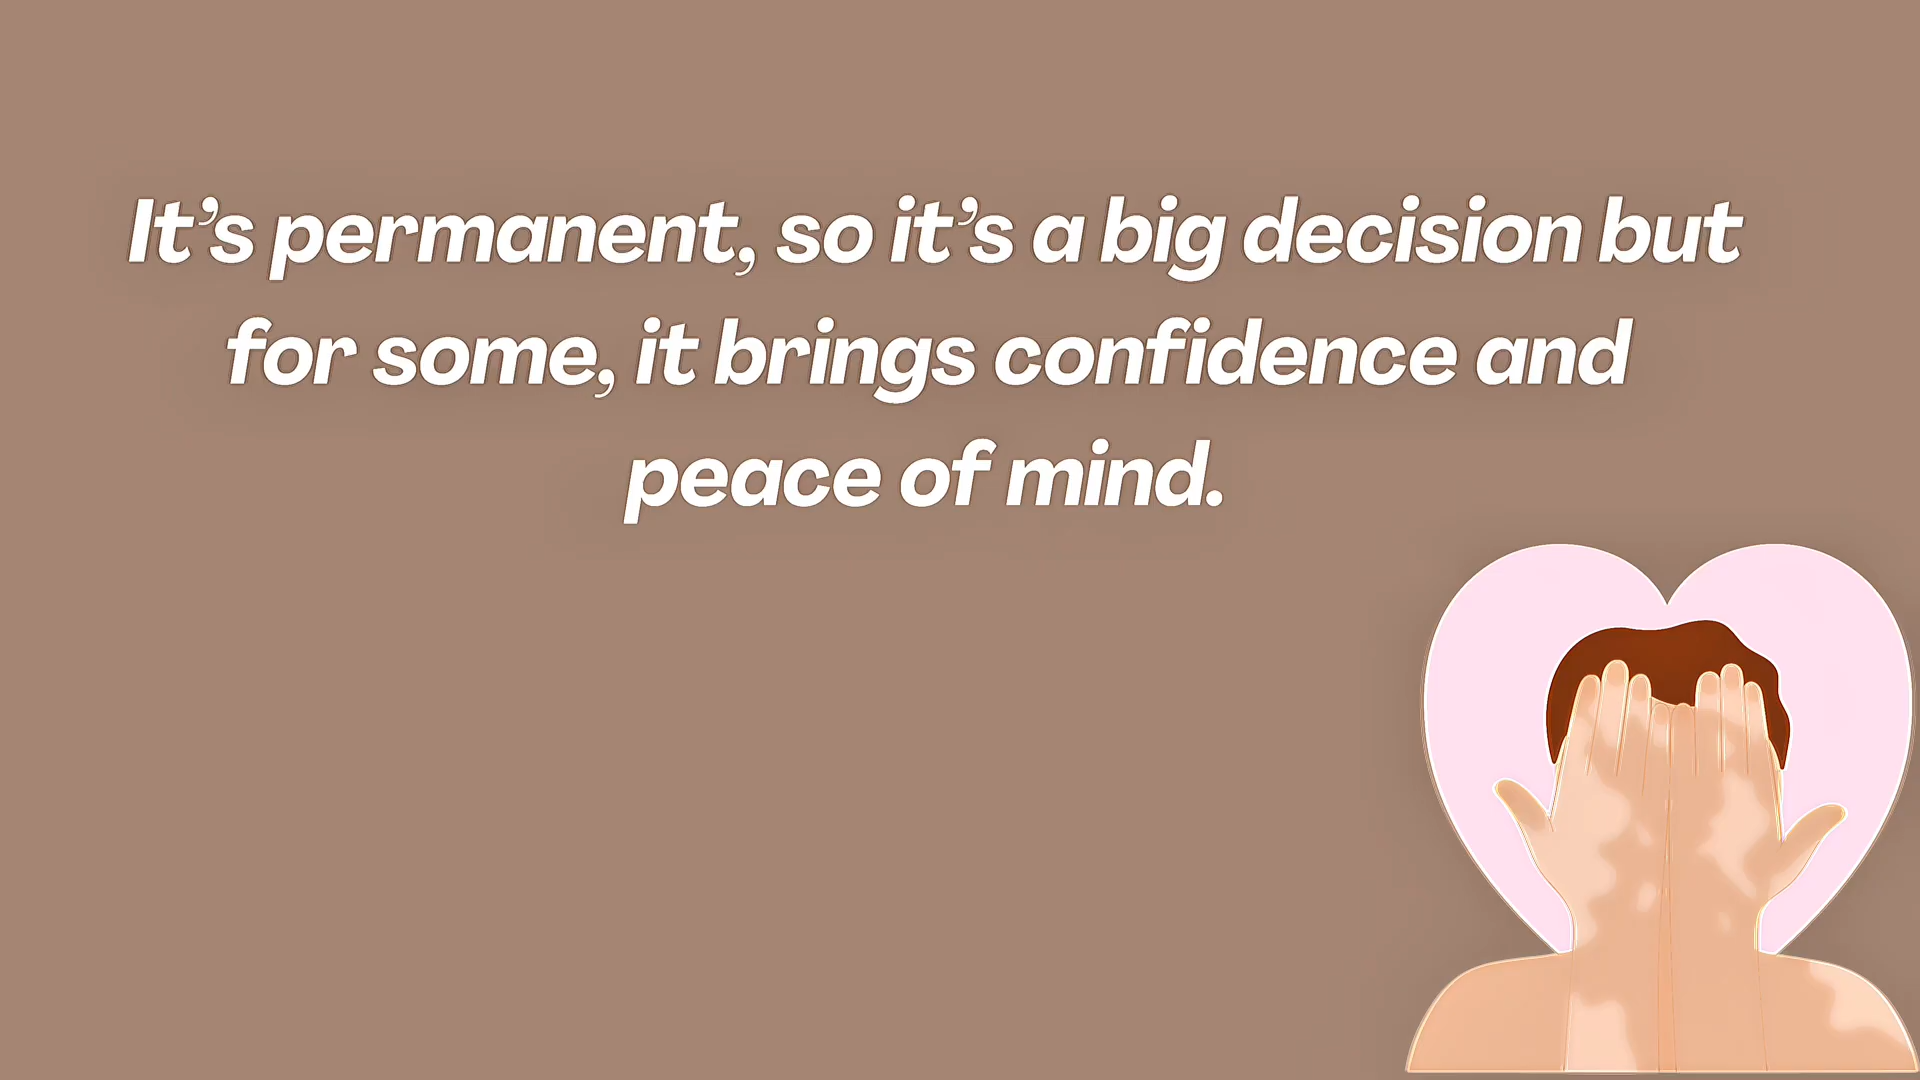 It’s permanent, so it’s a big decision but
for some, it brings confidence and
peace of mind.